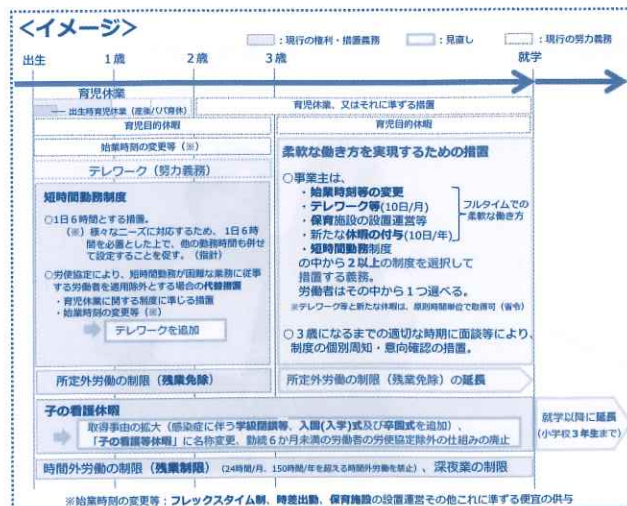 ＜イメージ＞
：現行の権利・措置義務
：見直し
：現行の努力義務
出生
1歳
2歳
3歳
就学
育児休業
出生時育児休業（産後パパ育休）
育児休業、又はそれに準ずる措置
育児目的休暇
育児目的休暇
始業時刻の変更等（※）
テレワーク（努力義務）
短時間勤務制度
○1日6時間とする措置。
（※）様々なニーズに対応するため、1日6時
間を必置とした上で、他の勤務時間も併せ
て設定することを促す。（指針）
○労使協定により、短時間勤務が困難な業務に従事
する労働者を適用除外とする場合の代替措置
・育児休業に関する制度に準じる措置
・始業時刻の変更等（※）
テレワークを追加
柔軟な働き方を実現するための措置
○事業主は、
・始業時刻等の変更
・テレワーク等（10日/月）
・保育施設の設置運営等
・新たな休暇の付与（10日/年）
・短時間勤務制度
フルタイムでの
柔軟な働き方
の中から2以上の制度を選択して
措置する義務。
労働者はその中から1つ選べる。
※テレワーク等と新たな休暇は、原則時間単位で取得可（省令）
○3歳になるまでの適切な時期に面談等により、
制度の個別周知・意向確認の措置。
所定外労働の制限（残業免除）
所定外労働の制限（残業免除）の延長
子の看護休暇
取得事由の拡大（感染症に伴う学級閉鎖等、入園(入学)式及び卒園式を追加）、
「子の看護等休暇」に名称変更、勤続6か月未満の労働者の労使協定除外の仕組みの廃止
就学以降に延長
（小学校3年生まで）
時間外労働の制限（残業制限）（24時間/月、150時間/年を超える時間外労働を禁止）、深夜業の制限
※始業時刻の変更等：フレックスタイム制、時差出勤、保育施設の設置運営その他これに準ずる便宜の供与